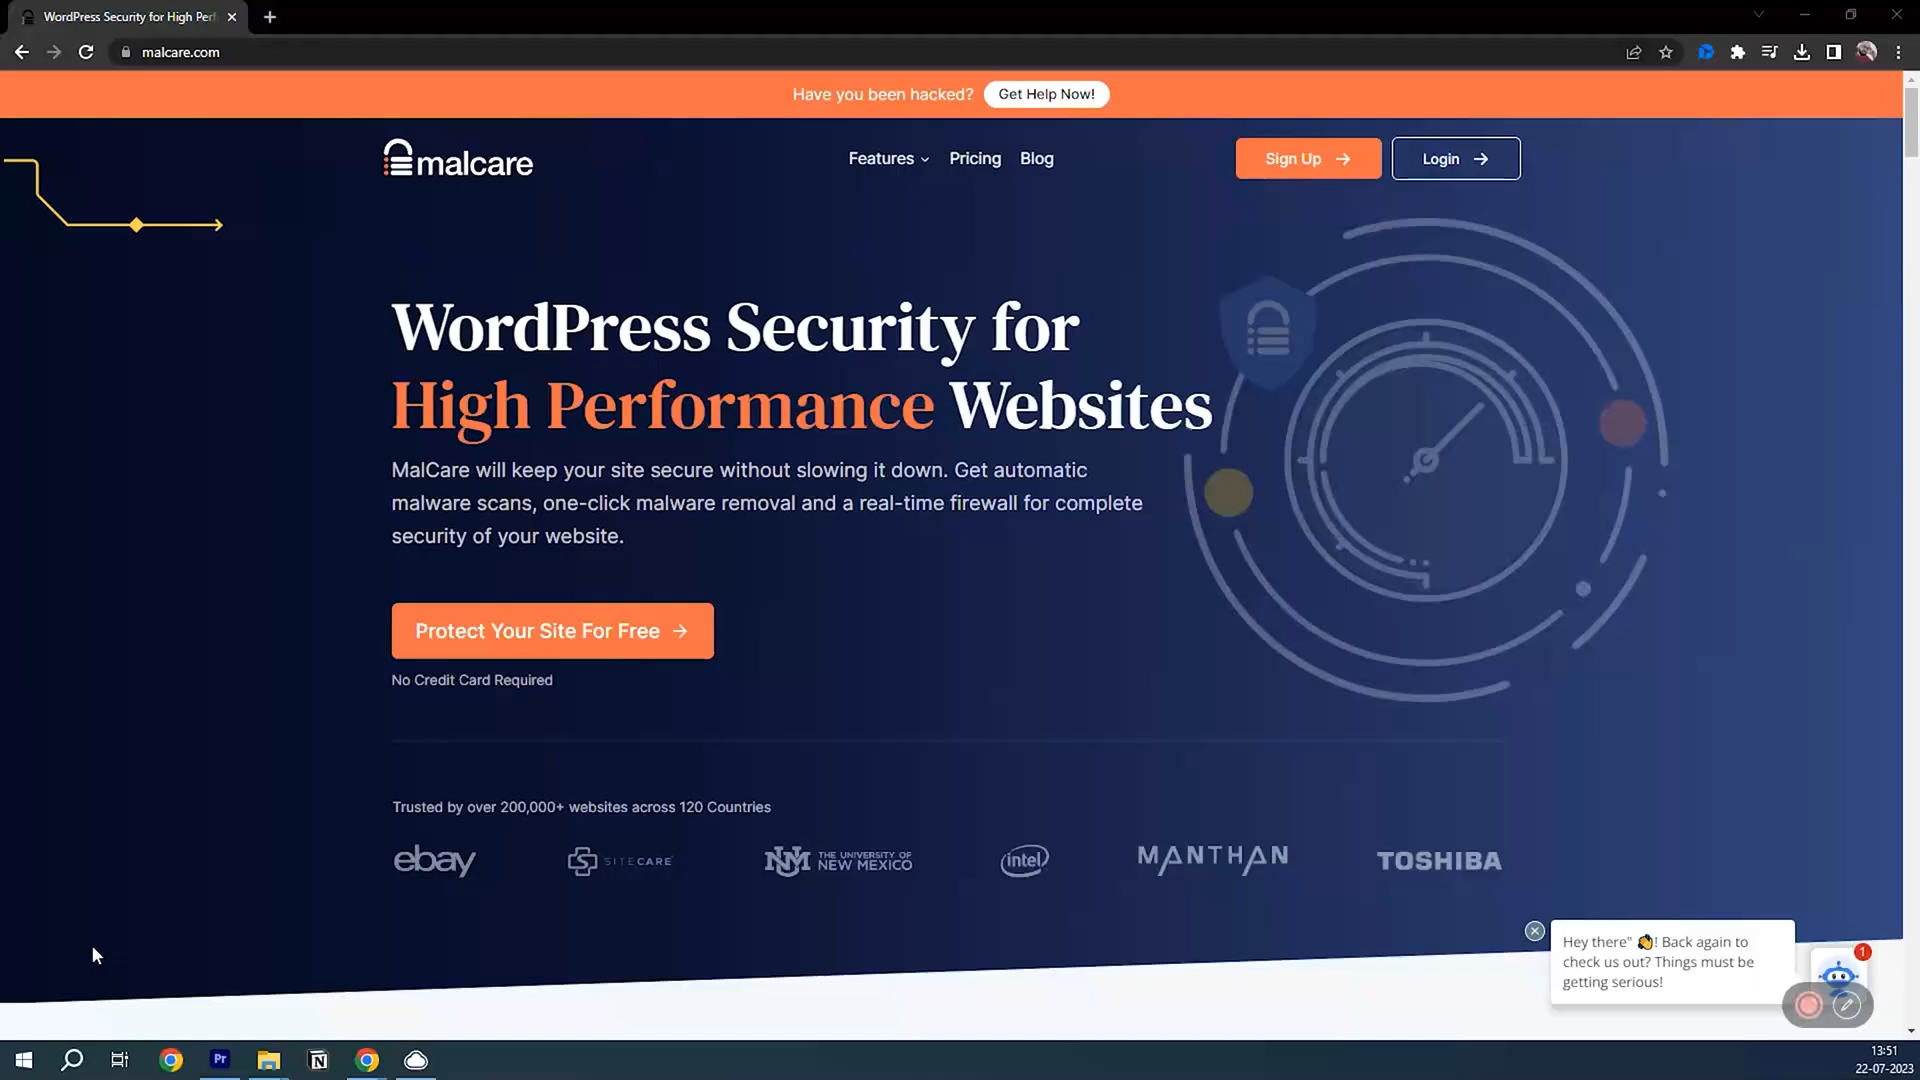 WordPress Security for High Perf
malcare.com
Have you been hacked? Get Help Now!
malcare
Features Pricing Blog
Sign Up → Login →
WordPress Security for
High Performance Websites
MalCare will keep your site secure without slowing it down. Get automatic
malware scans, one-click malware removal and a real-time firewall for complete
security of your website.
Protect Your Site For Free →
No Credit Card Required
Trusted by over 200,000+ websites across 120 Countries
ebay
SITECARE
NM THE UNIVERSITY OF
NEW MEXICO
intel
MANTHAN
TOSHIBA
Hey there" 👋! Back again to
check us out? Things must be
getting serious!
1
Pr
N
13:51
22-07-2023